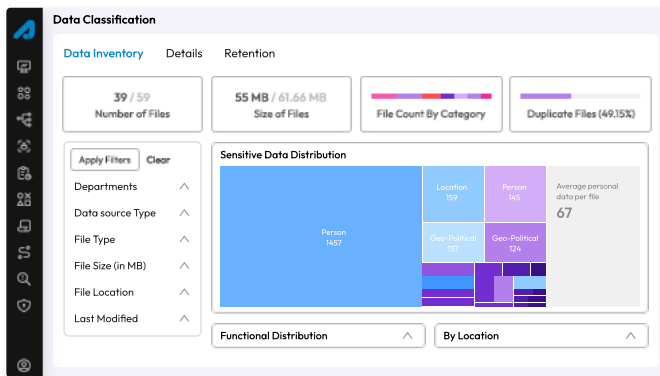 Data Classification
Data Inventory
Details
Retention
39 / 59
Number of Files
55 MB / 61.66 MB
Size of Files
File Count By Category
Duplicate Files (49.15%)
Apply Filters
Clear
Departments
Data source Type
File Type
File Size (in MB)
File Location
Last Modified
Sensitive Data Distribution
Person
1457
Location
159
Person
145
Geo-Political
137
Geo-Political
124
Average personal
data per file
67
Functional Distribution
By Location